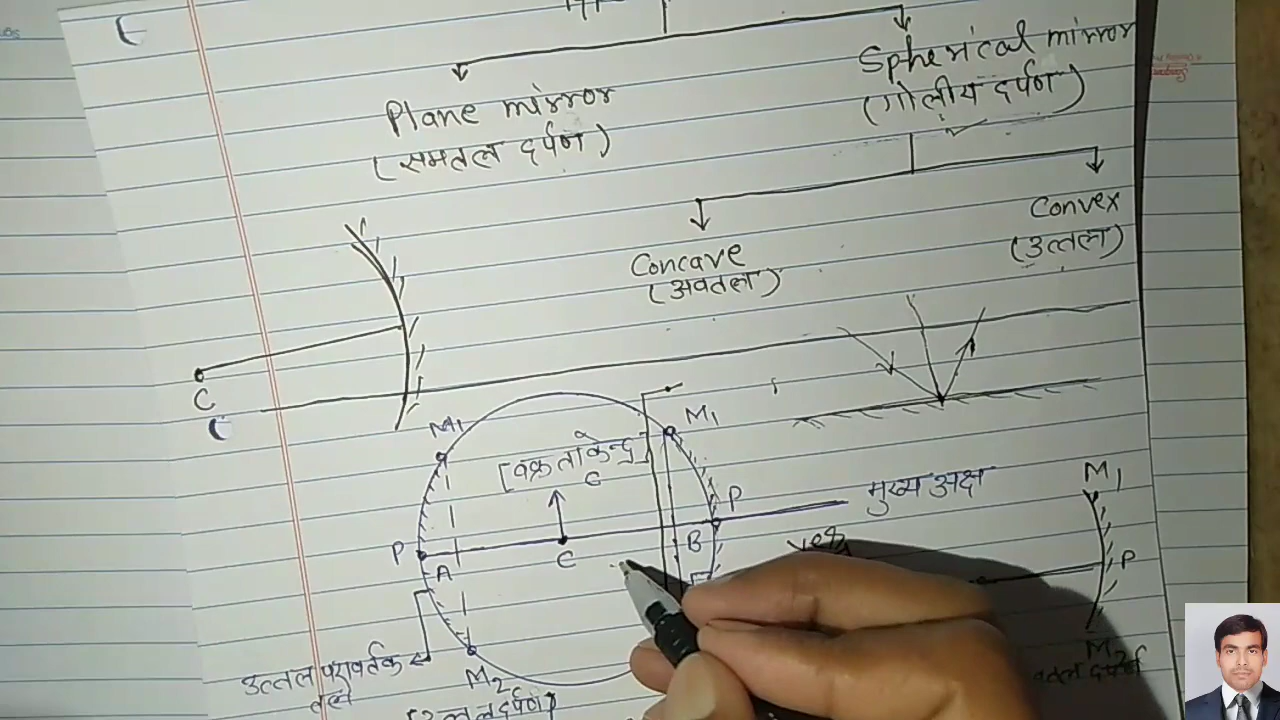 Plane mirror
(समतल दर्पण)
Spherical mirror
(गोलीय दर्पण)
Concave
(अवतल)
Convex
(उत्तल)
C
M1
M1
[वक्रता केन्द्र]
C
P
मुख्य अक्ष
P
A
C
B
M1
P
M2
उत्तल परावर्तक
M2